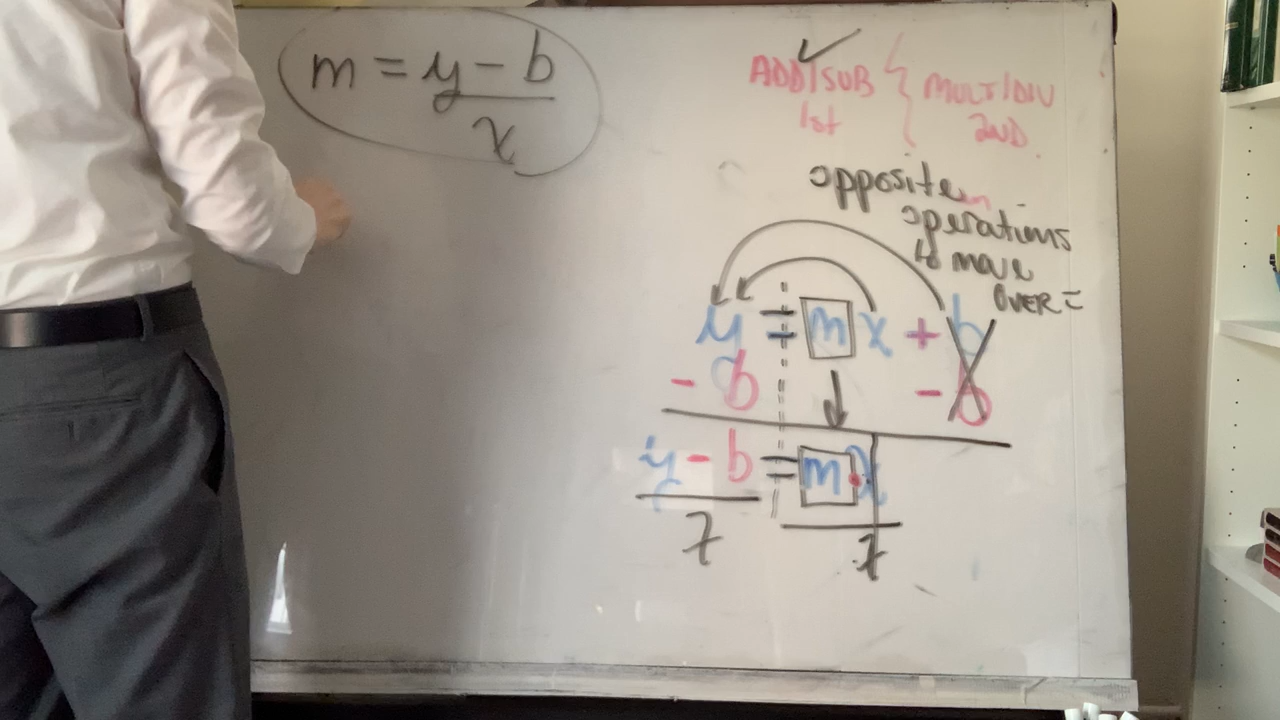 m = y - b
x
✓
ADD/SUB { MULT/DIV
1st 2ND.
opposite
operations
to move
OVER =
y = m x + b
- b - b
y - b = m • x
x x